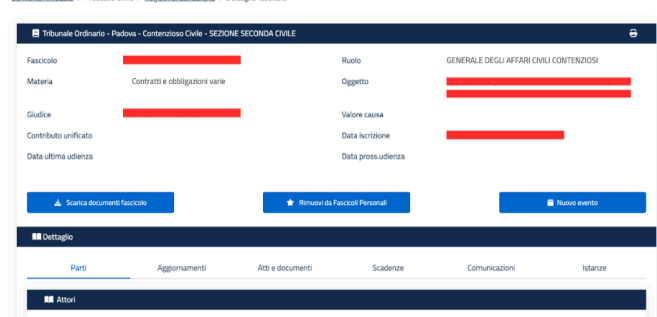 Tribunale Ordinario - Padova - Contenzioso Civile - SEZIONE SECONDA CIVILE
Fascicolo
Ruolo GENERALE DEGLI AFFARI CIVILI CONTENZIOSI
Materia Contratti e obbligazioni varie
Oggetto
Giudice
Valore causa
Contributo unificato
Data iscrizione
Data ultima udienza
Data pross.udienza
Scarica documenti fascicolo
Rimuovi da Fascicoli Personali
Nuovo evento
Dettaglio
Parti Aggiornamenti Atti e documenti Scadenze Comunicazioni Istanze
Attori